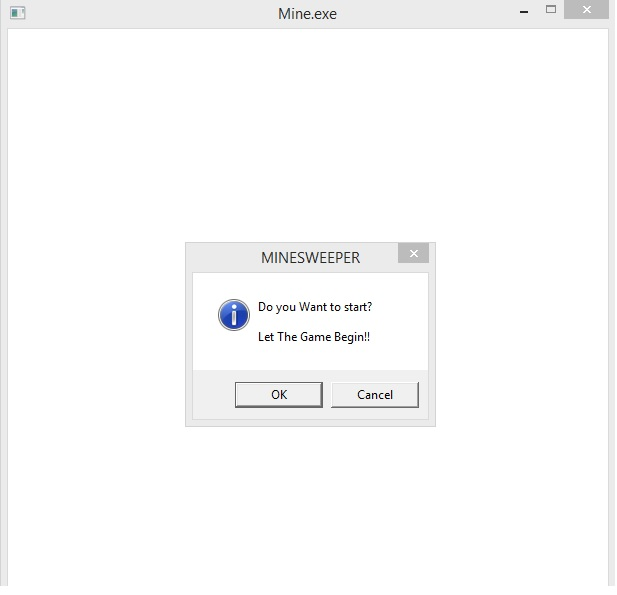 Mine.exe
MINESWEEPER
Do you Want to start?
Let The Game Begin!!
OK
Cancel